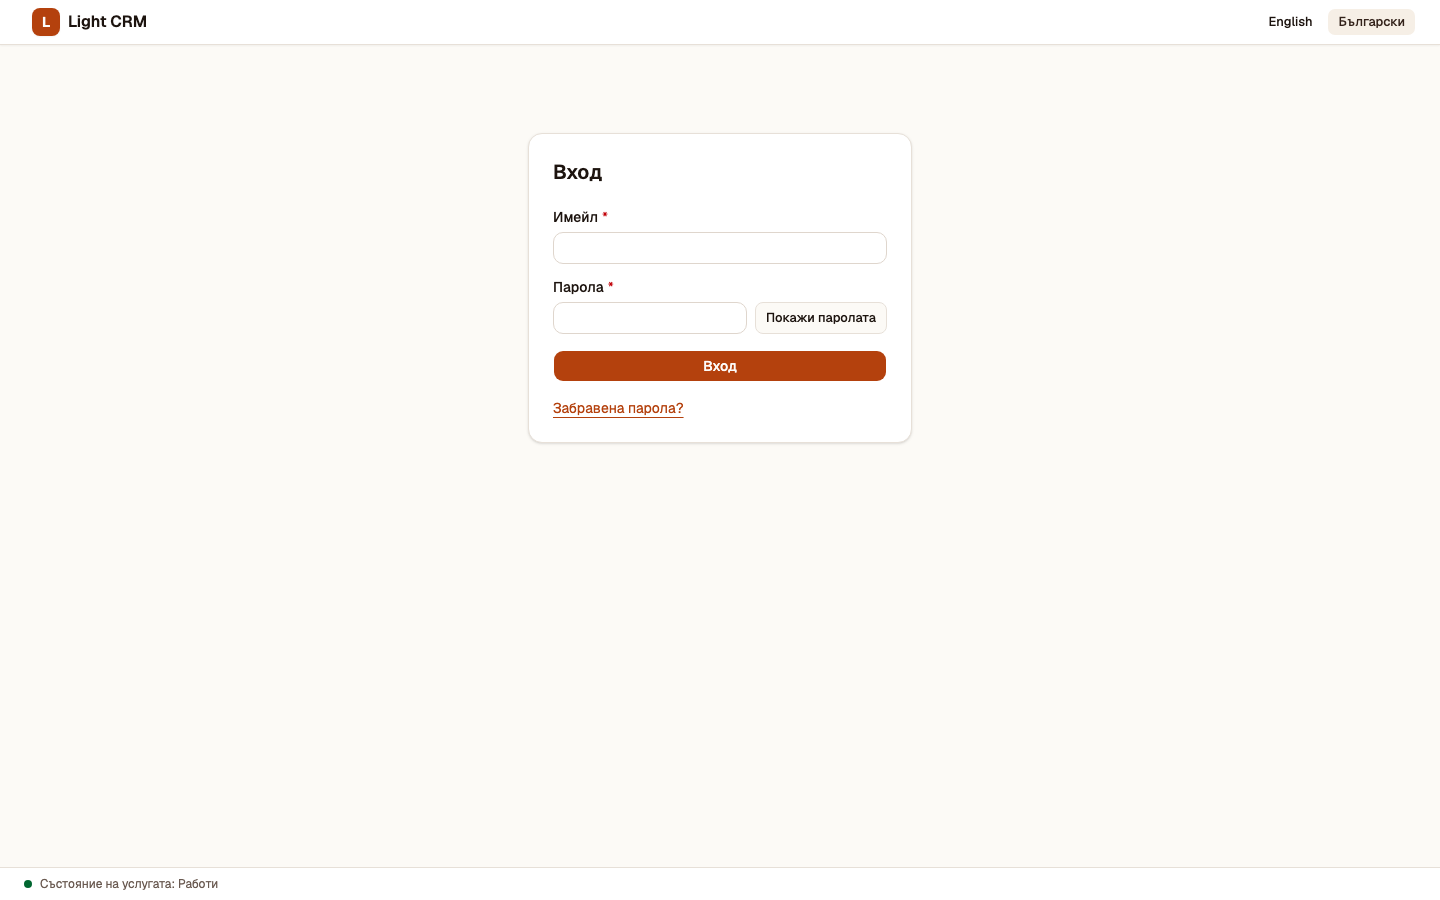 L Light CRM
English Български
Вход
Имейл *
Парола *
Покажи паролата
Вход
Забравена парола?
Състояние на услугата: Работи